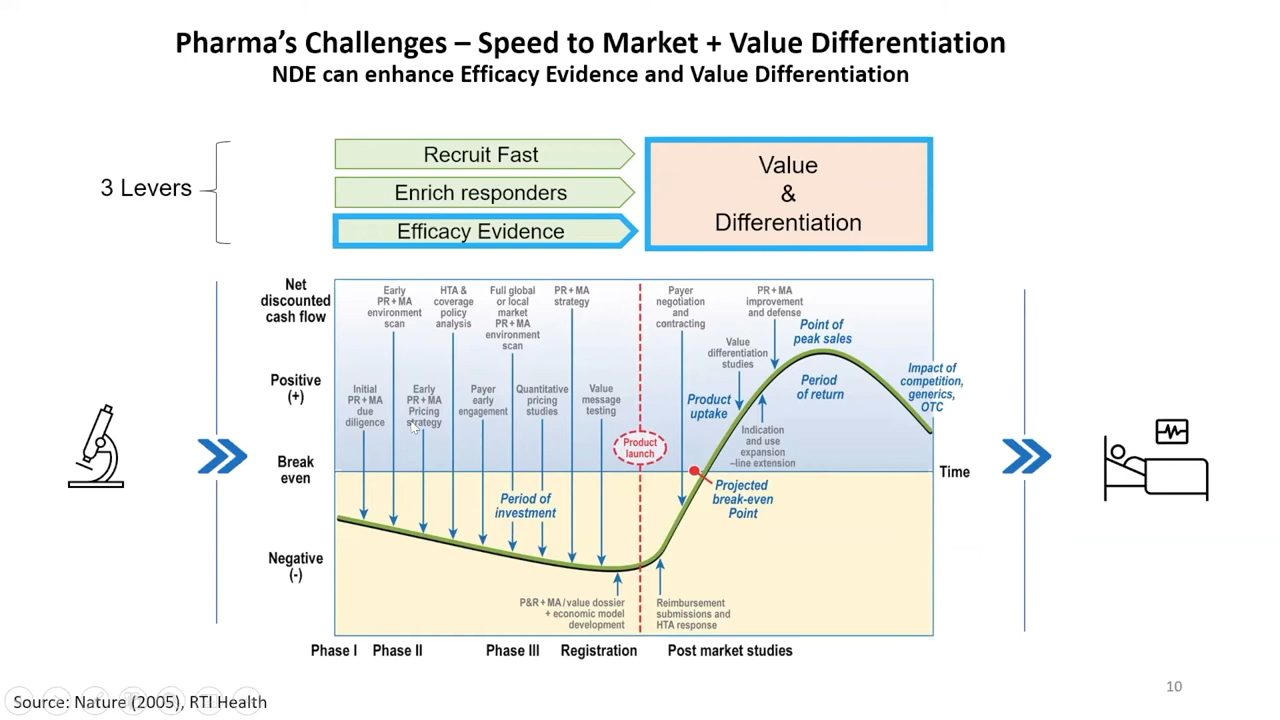 Pharma's Challenges – Speed to Market + Value Differentiation
NDE can enhance Efficacy Evidence and Value Differentiation
3 Levers
Recruit Fast
Enrich responders
Efficacy Evidence
Value
&
Differentiation
Net
discounted
cash flow
Positive
(+)
Break
even
Negative
(-)
Early
PR + MA
environment
scan
HTA &
coverage
policy
analysis
Full global
or local
market
PR + MA
environment
scan
PR + MA
strategy
Initial
PR + MA
due
diligence
Early
PR + MA
Pricing
strategy
Payer
early
engagement
Quantitative
pricing
studies
Value
message
testing
Product
launch
Payer
negotiation
and
contracting
PR + MA
improvement
and defense
Value
differentiation
studies
Point of
peak sales
Period
of return
Product
uptake
Impact of
competition,
generics,
OTC
Indication
and use
expansion
–line extension
Time
Period of
investment
Projected
break-even
Point
P&R + MA / value dossier
+ economic model
development
Reimbursement
submissions and
HTA response
Phase I
Phase II
Phase III
Registration
Post market studies
10
Source: Nature (2005), RTI Health